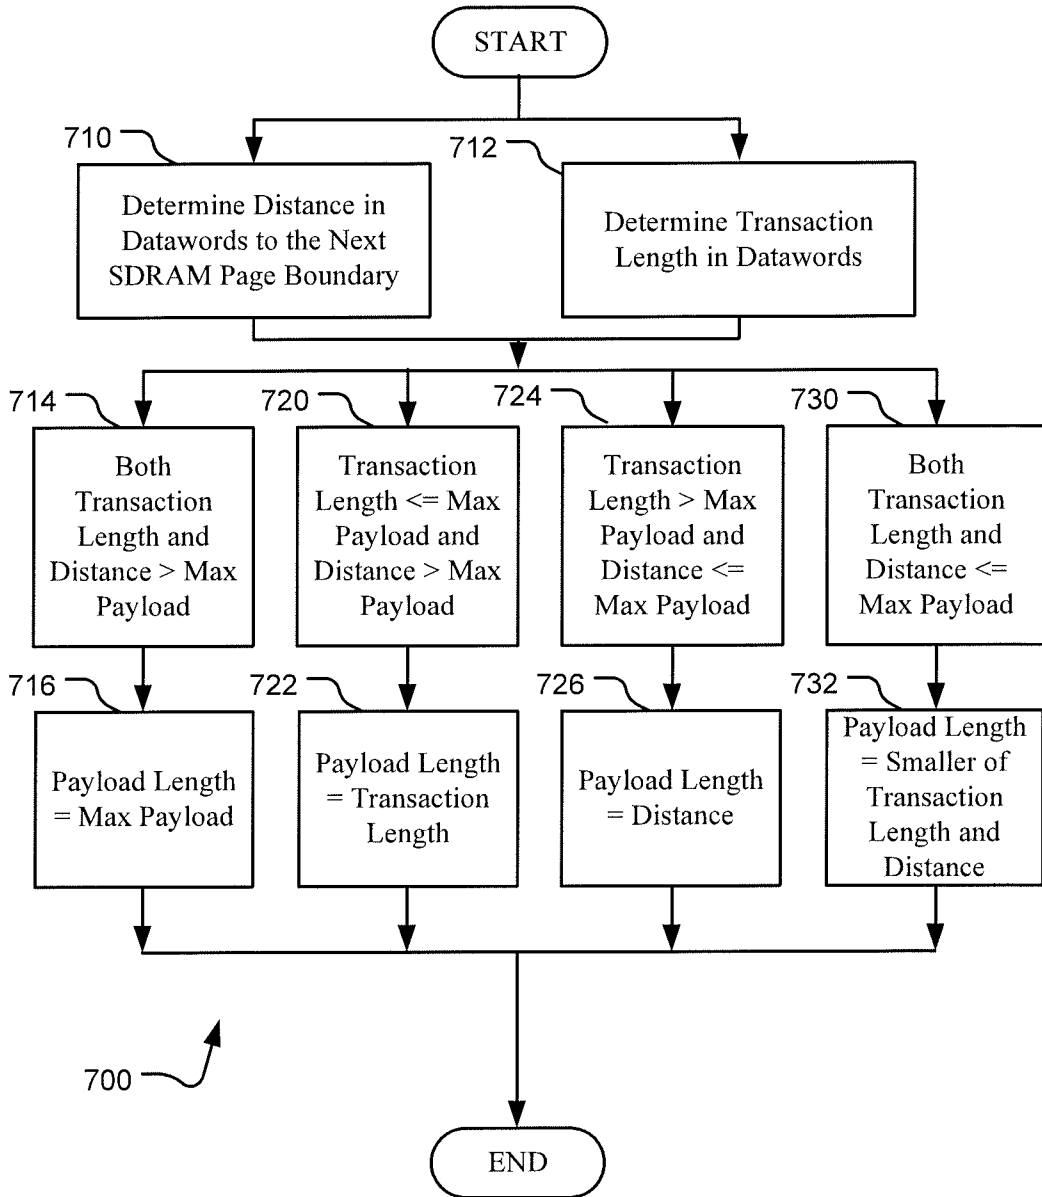 START
710
712
Determine Distance in
Datawords to the Next
SDRAM Page Boundary
Determine Transaction
Length in Datawords
714
720
724
730
Both
Transaction
Length and
Distance > Max
Payload
Transaction
Length <= Max
Payload and
Distance > Max
Payload
Transaction
Length > Max
Payload and
Distance <=
Max Payload
Both
Transaction
Length and
Distance <=
Max Payload
716
722
726
732
Payload Length
= Max Payload
Payload Length
= Transaction
Length
Payload Length
= Distance
Payload Length
= Smaller of
Transaction
Length and
Distance
700
END